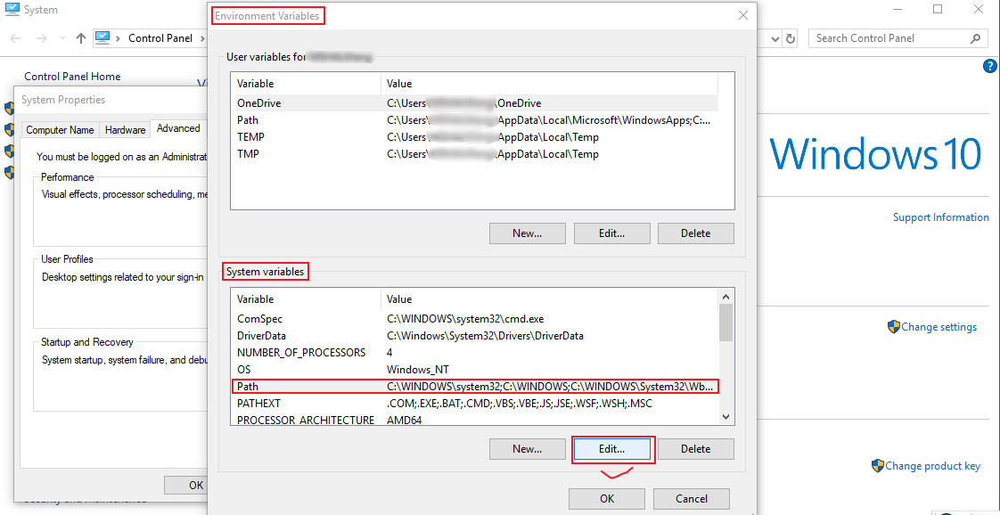 System
Control Panel
Search Control Panel
Control Panel Home
System Properties
Computer Name
Hardware
Advanced
You must be logged on as an Administrat
Performance
Visual effects, processor scheduling, me
User Profiles
Desktop settings related to your sign-in
Startup and Recovery
System startup, system failure, and debu
OK
Environment Variables
User variables for
Variable Value
OneDrive C:\Users\ \OneDrive
Path C:\Users\ AppData\Local\Microsoft\WindowsApps;C:...
TEMP C:\Users\ AppData\Local\Temp
TMP C:\Users\ AppData\Local\Temp
New... Edit... Delete
System variables
Variable Value
ComSpec C:\WINDOWS\system32\cmd.exe
DriverData C:\Windows\System32\Drivers\DriverData
NUMBER_OF_PROCESSORS 4
OS Windows_NT
Path C:\WINDOWS\system32;C:\WINDOWS;C:\WINDOWS\System32\Wb...
PATHEXT .COM;.EXE;.BAT;.CMD;.VBS;.VBE;.JS;.JSE;.WSF;.WSH;.MSC
PROCESSOR_ARCHITECTURE AMD64
New... Edit... Delete
OK Cancel
?
Windows 10
Support Information
Change settings
Change product key